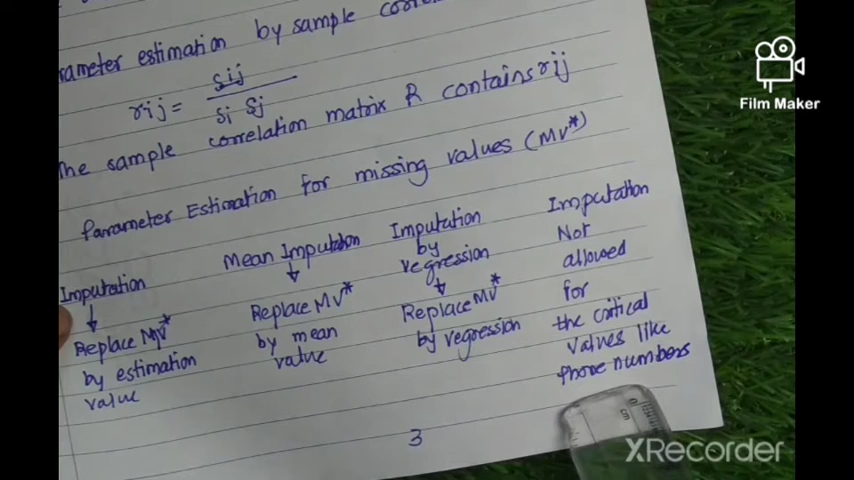 parameter estimation by sample
rij = sij / si sj
The sample correlation matrix R contains rij
Parameter Estimation for missing values (MV*)
Imputation
↓
Replace MV*
by estimation
value
Mean Imputation
↓
Replace MV*
by mean
value
Imputation
by
regression
↓
Replace MV*
by regression
Imputation
Not
allowed
for
the critical
values like
phone numbers
3
Film Maker
XRecorder